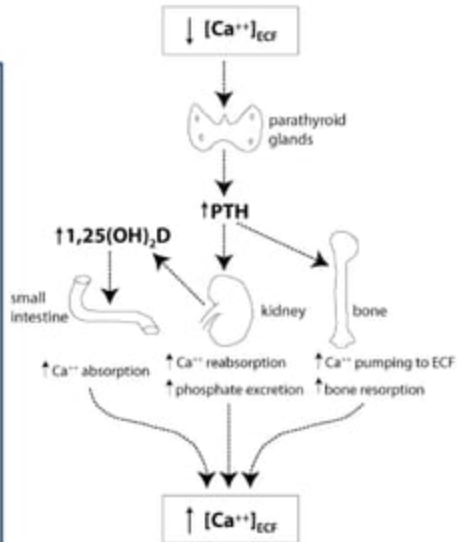 ↓ [Ca⁺⁺]ECF
parathyroid
glands
↑PTH
↑1,25(OH)₂D
small
intestine
kidney
bone
↑Ca⁺⁺ absorption
↑Ca⁺⁺ reabsorption
↑phosphate excretion
↑Ca⁺⁺ pumping to ECF
↑bone resorption
↑ [Ca⁺⁺]ECF